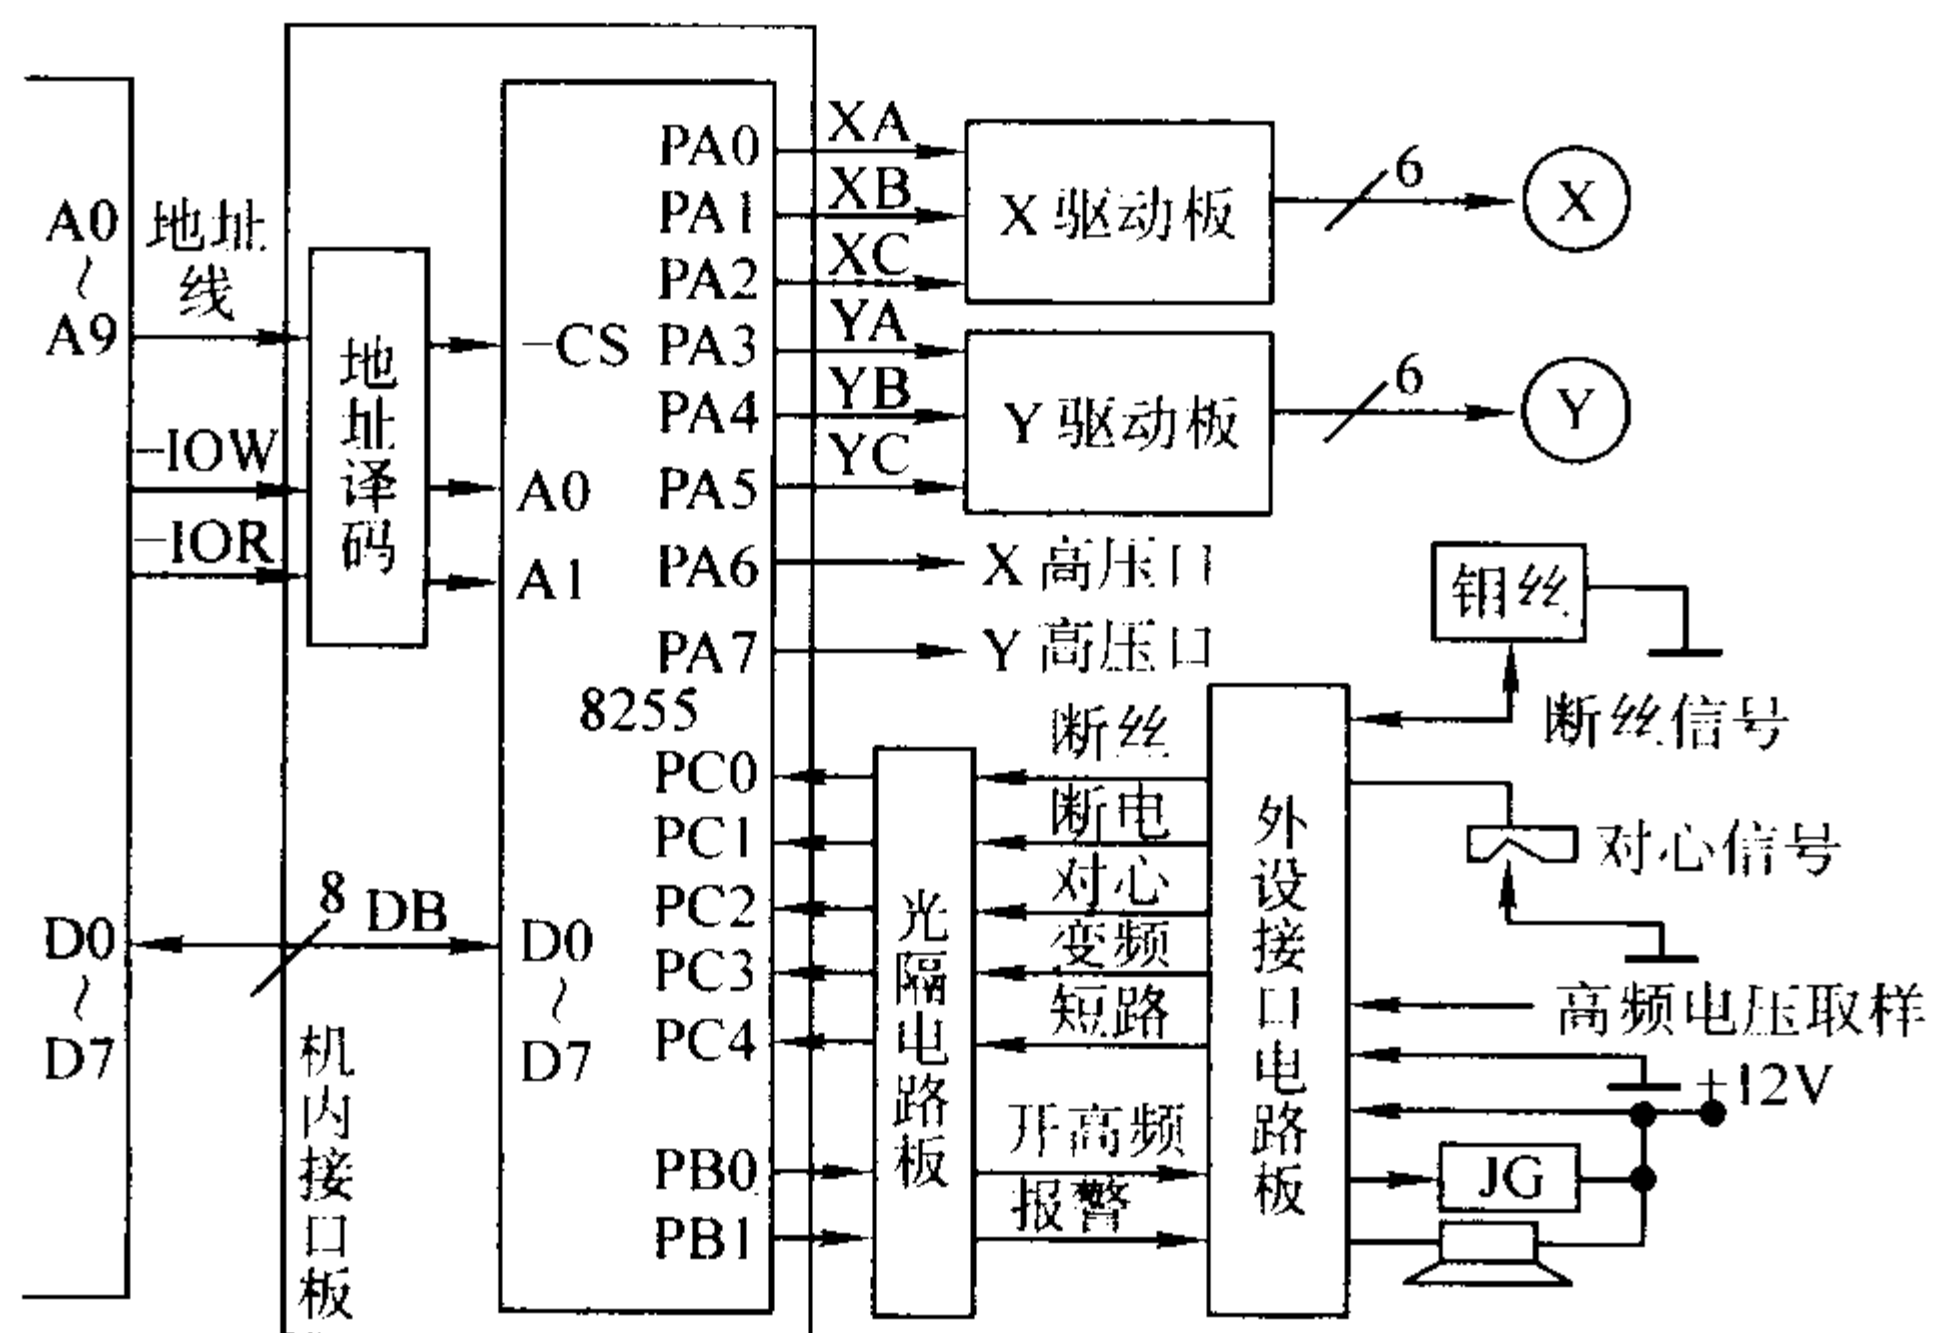 A0
~
A9
地址
线
-IOW
-IOR
D0
~
D7
8
DB
机内接口板
地址译码
-CS
A0
A1
D0
~
D7
8255
PA0
PA1
PA2
PA3
PA4
PA5
PA6
PA7
PC0
PC1
PC2
PC3
PC4
PB0
PB1
XA
XB
XC
YA
YB
YC
X 驱动板
6
X
Y 驱动板
6
Y
X 高压口
Y 高压口
光隔电路板
断丝
断电
对心
变频
短路
开高频
报警
外设接口电路板
钼丝
断丝信号
对心信号
高频电压取样
+12V
JG